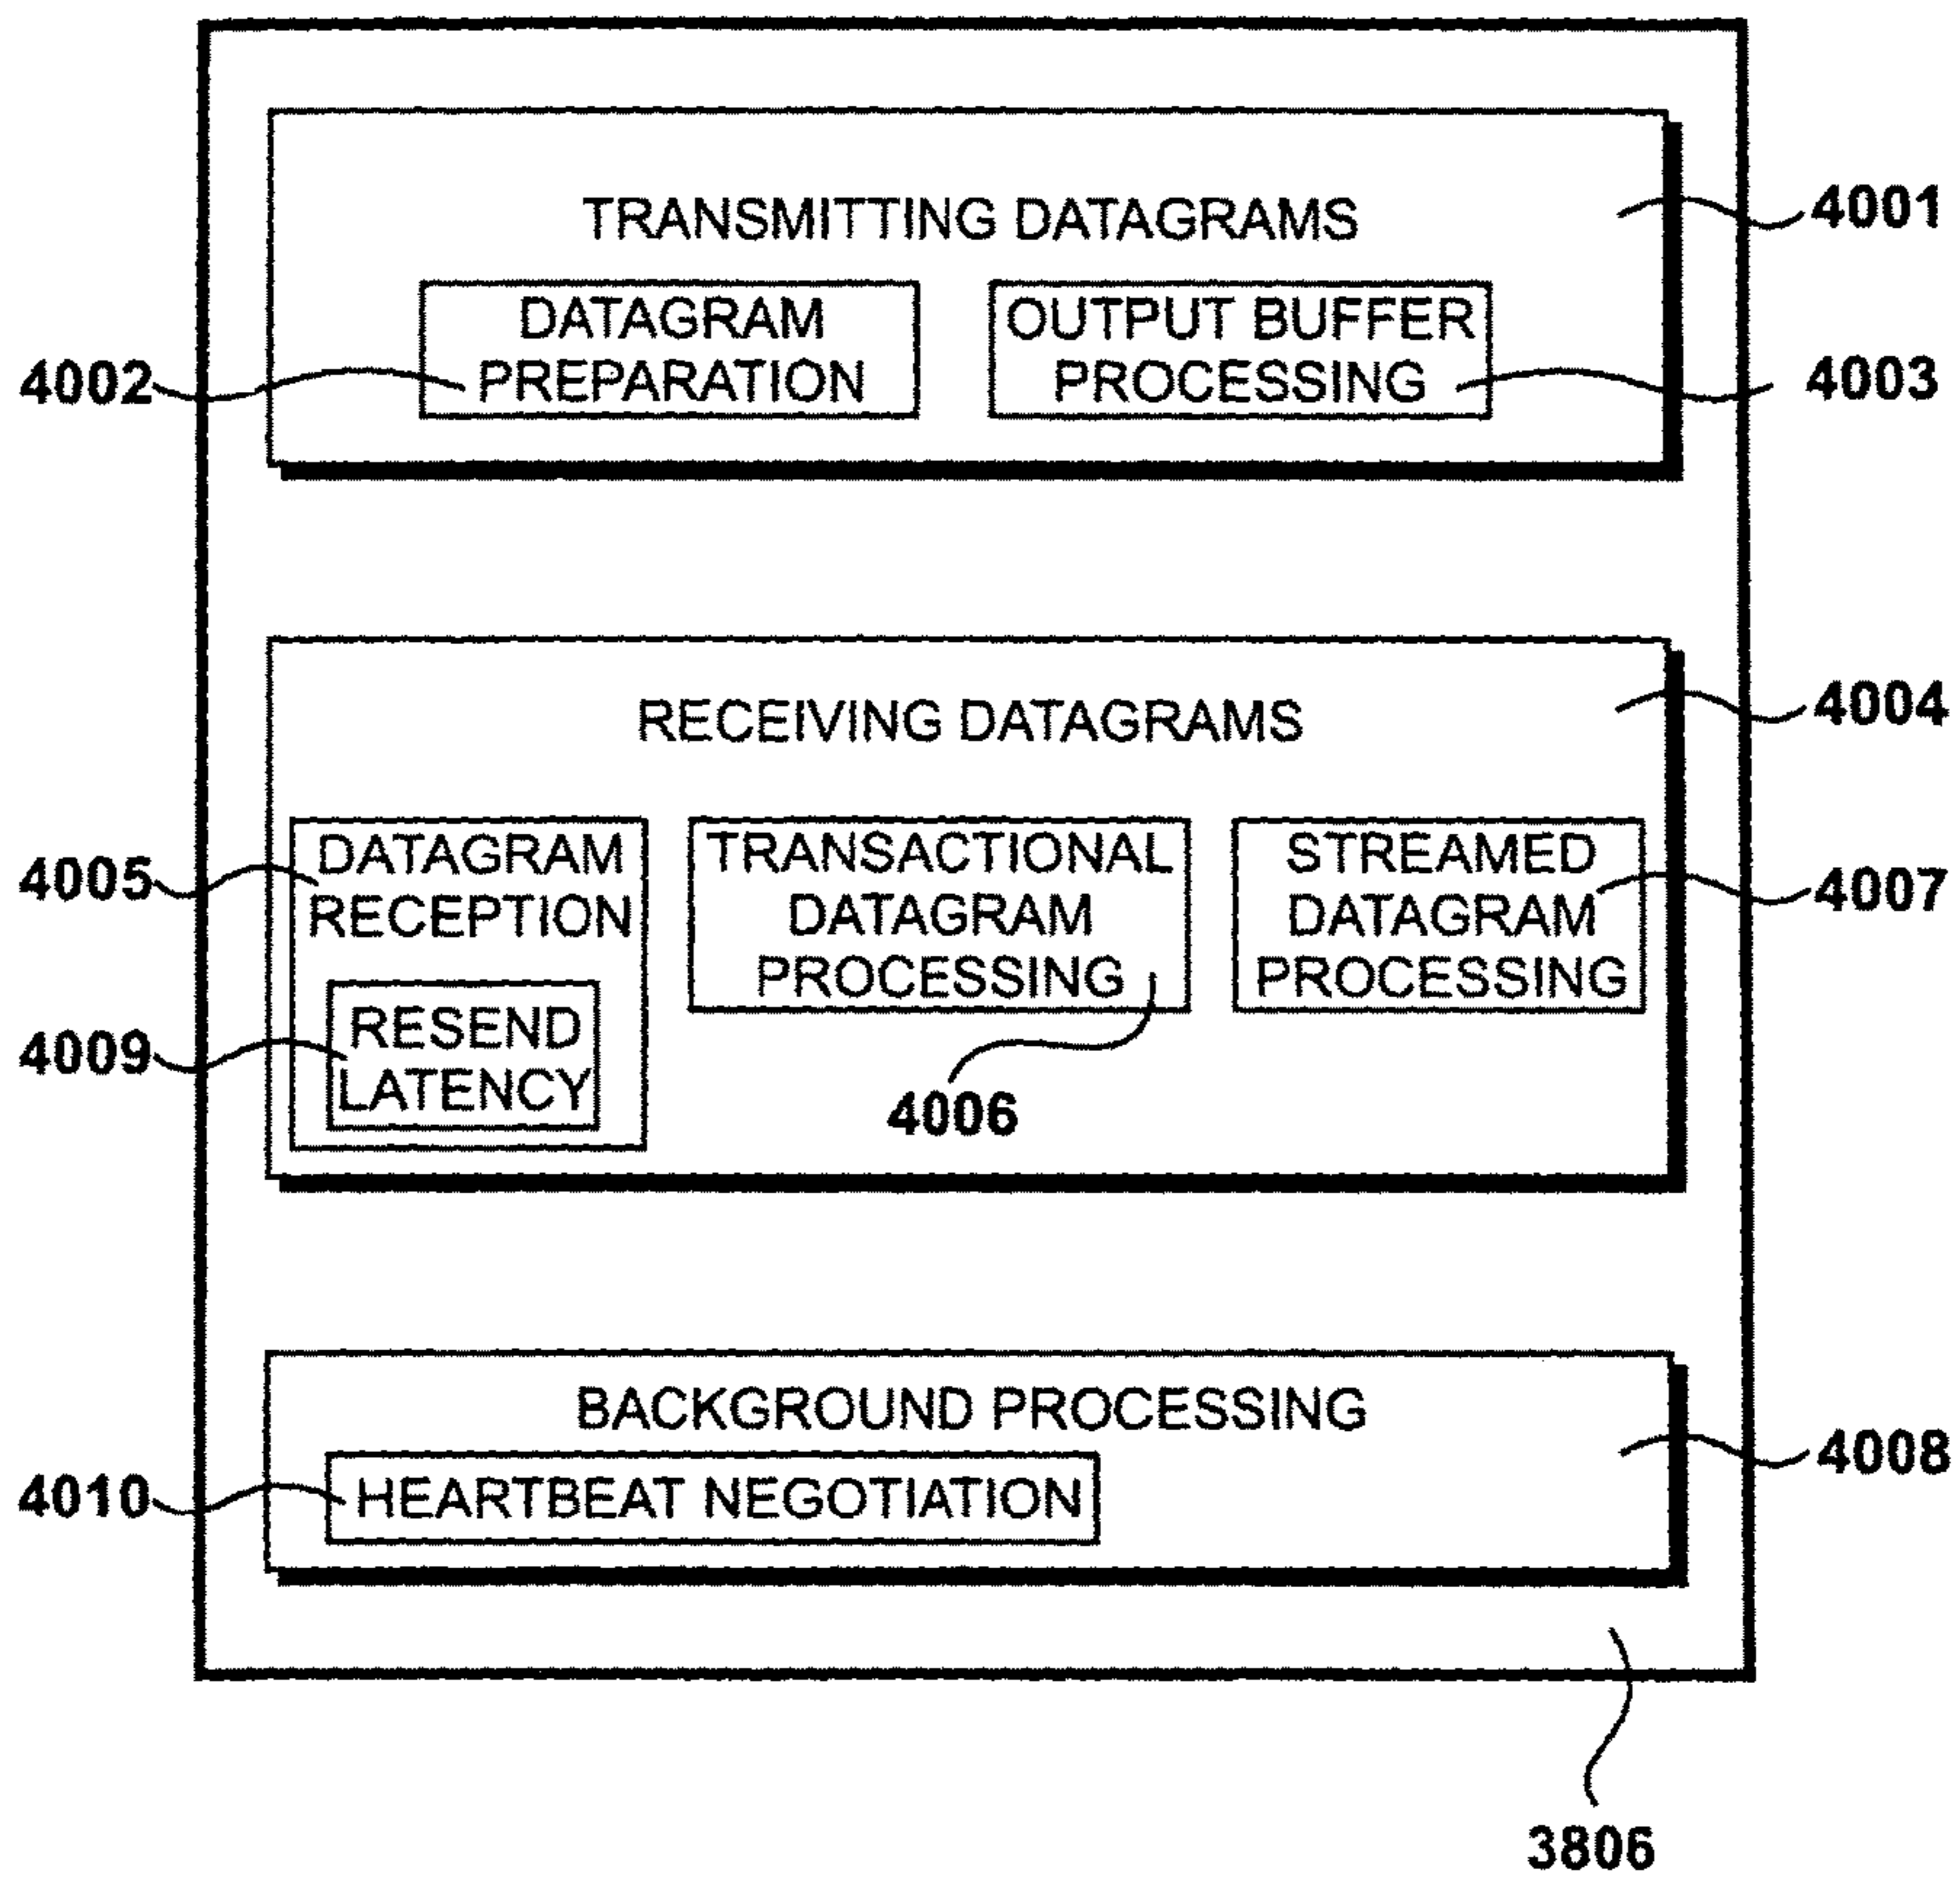 TRANSMITTING DATAGRAMS
4001
DATAGRAM
PREPARATION
4002
OUTPUT BUFFER
PROCESSING
4003
RECEIVING DATAGRAMS
4004
DATAGRAM
RECEPTION
4005
RESEND
LATENCY
4009
TRANSACTIONAL
DATAGRAM
PROCESSING
4006
STREAMED
DATAGRAM
PROCESSING
4007
BACKGROUND PROCESSING
4008
HEARTBEAT NEGOTIATION
4010
3806